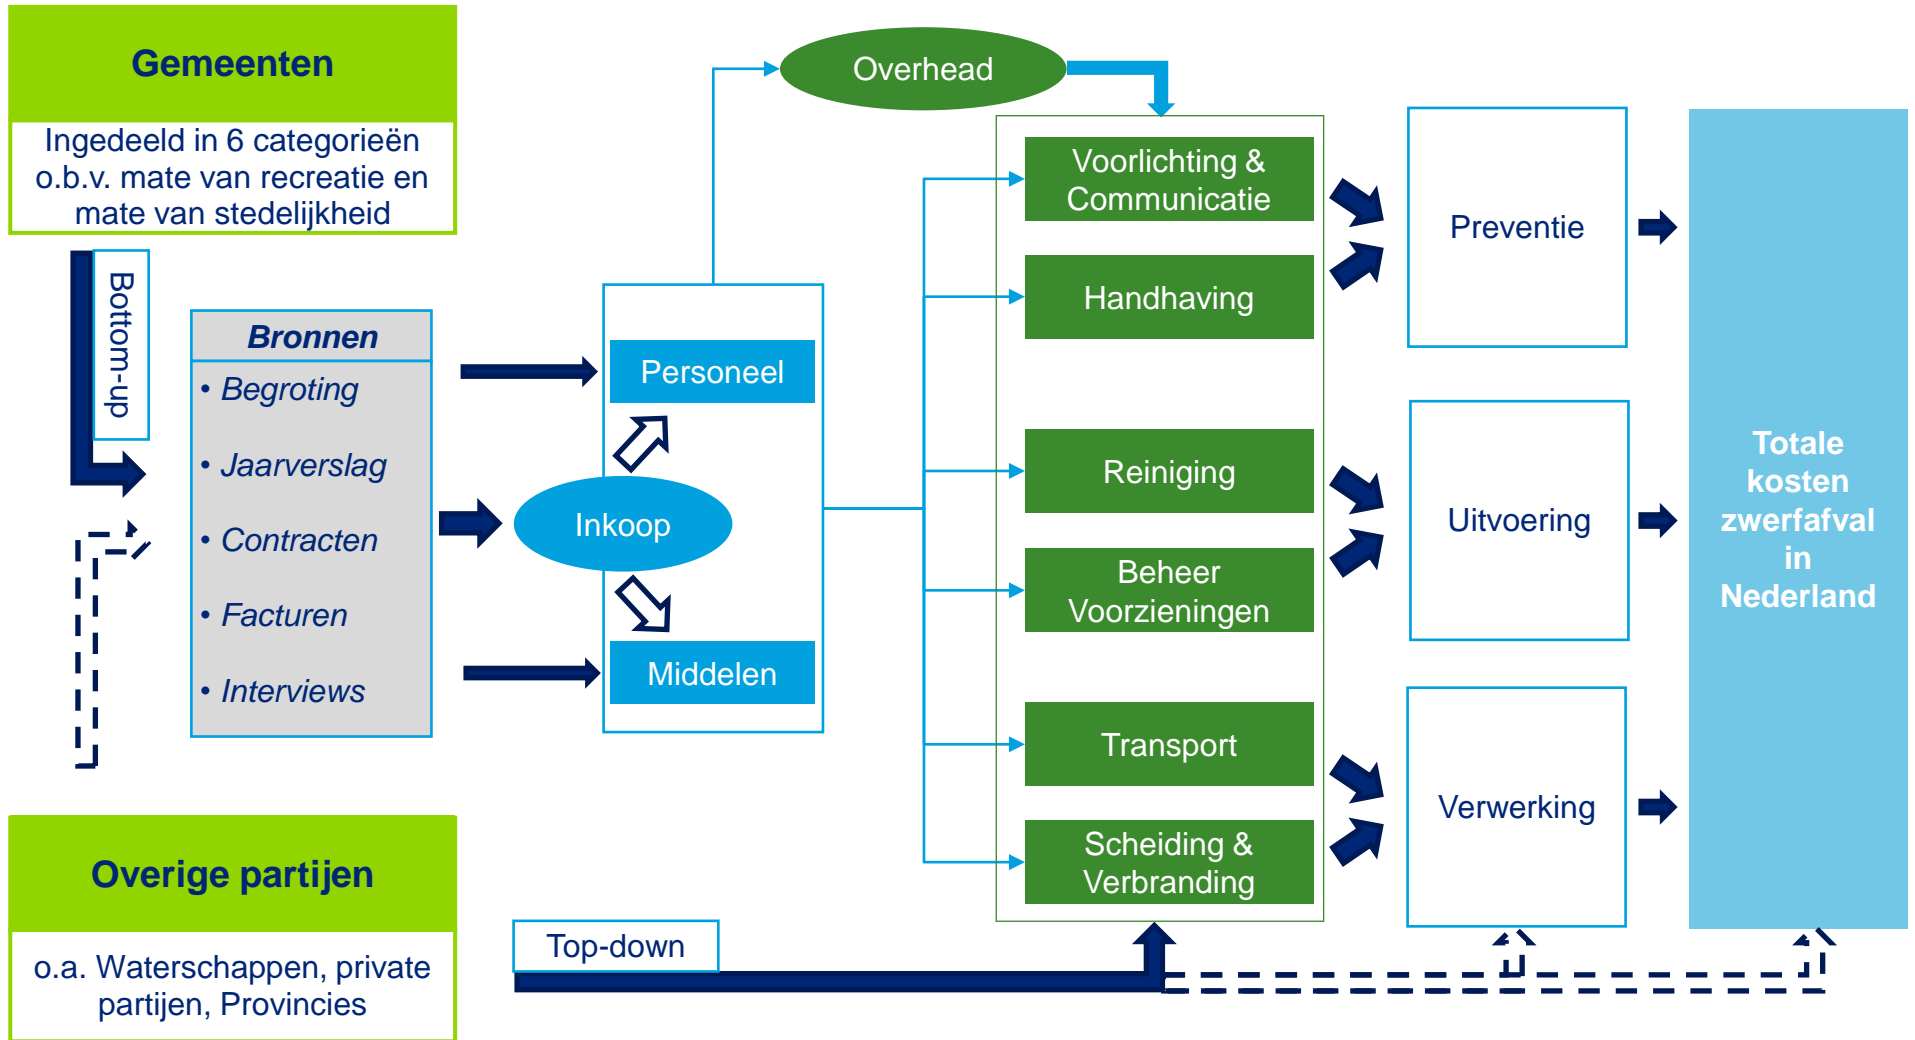 Gemeenten
Ingedeeld in 6 categorieën
o.b.v. mate van recreatie en
mate van stedelijkheid
Bottom-up
Bronnen
• Begroting
• Jaarverslag
• Contracten
• Facturen
• Interviews
Overige partijen
o.a. Waterschappen, private
partijen, Provincies
Personeel
Inkoop
Middelen
Top-down
Overhead
Voorlichting &
Communicatie
Handhaving
Reiniging
Beheer
Voorzieningen
Transport
Scheiding &
Verbranding
Preventie
Uitvoering
Verwerking
Totale
kosten
zwerfafval
in
Nederland